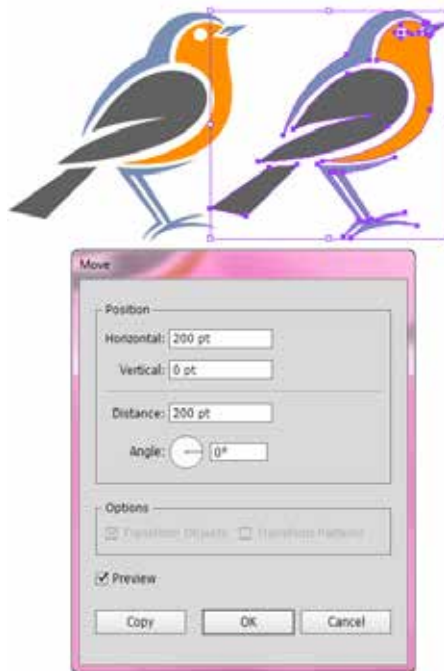 Move
Position
Horizontal: 200 pt
Vertical: 0 pt
Distance: 200 pt
Angle: 0°
Options
Transform Objects Transform Patterns
Preview
Copy OK Cancel